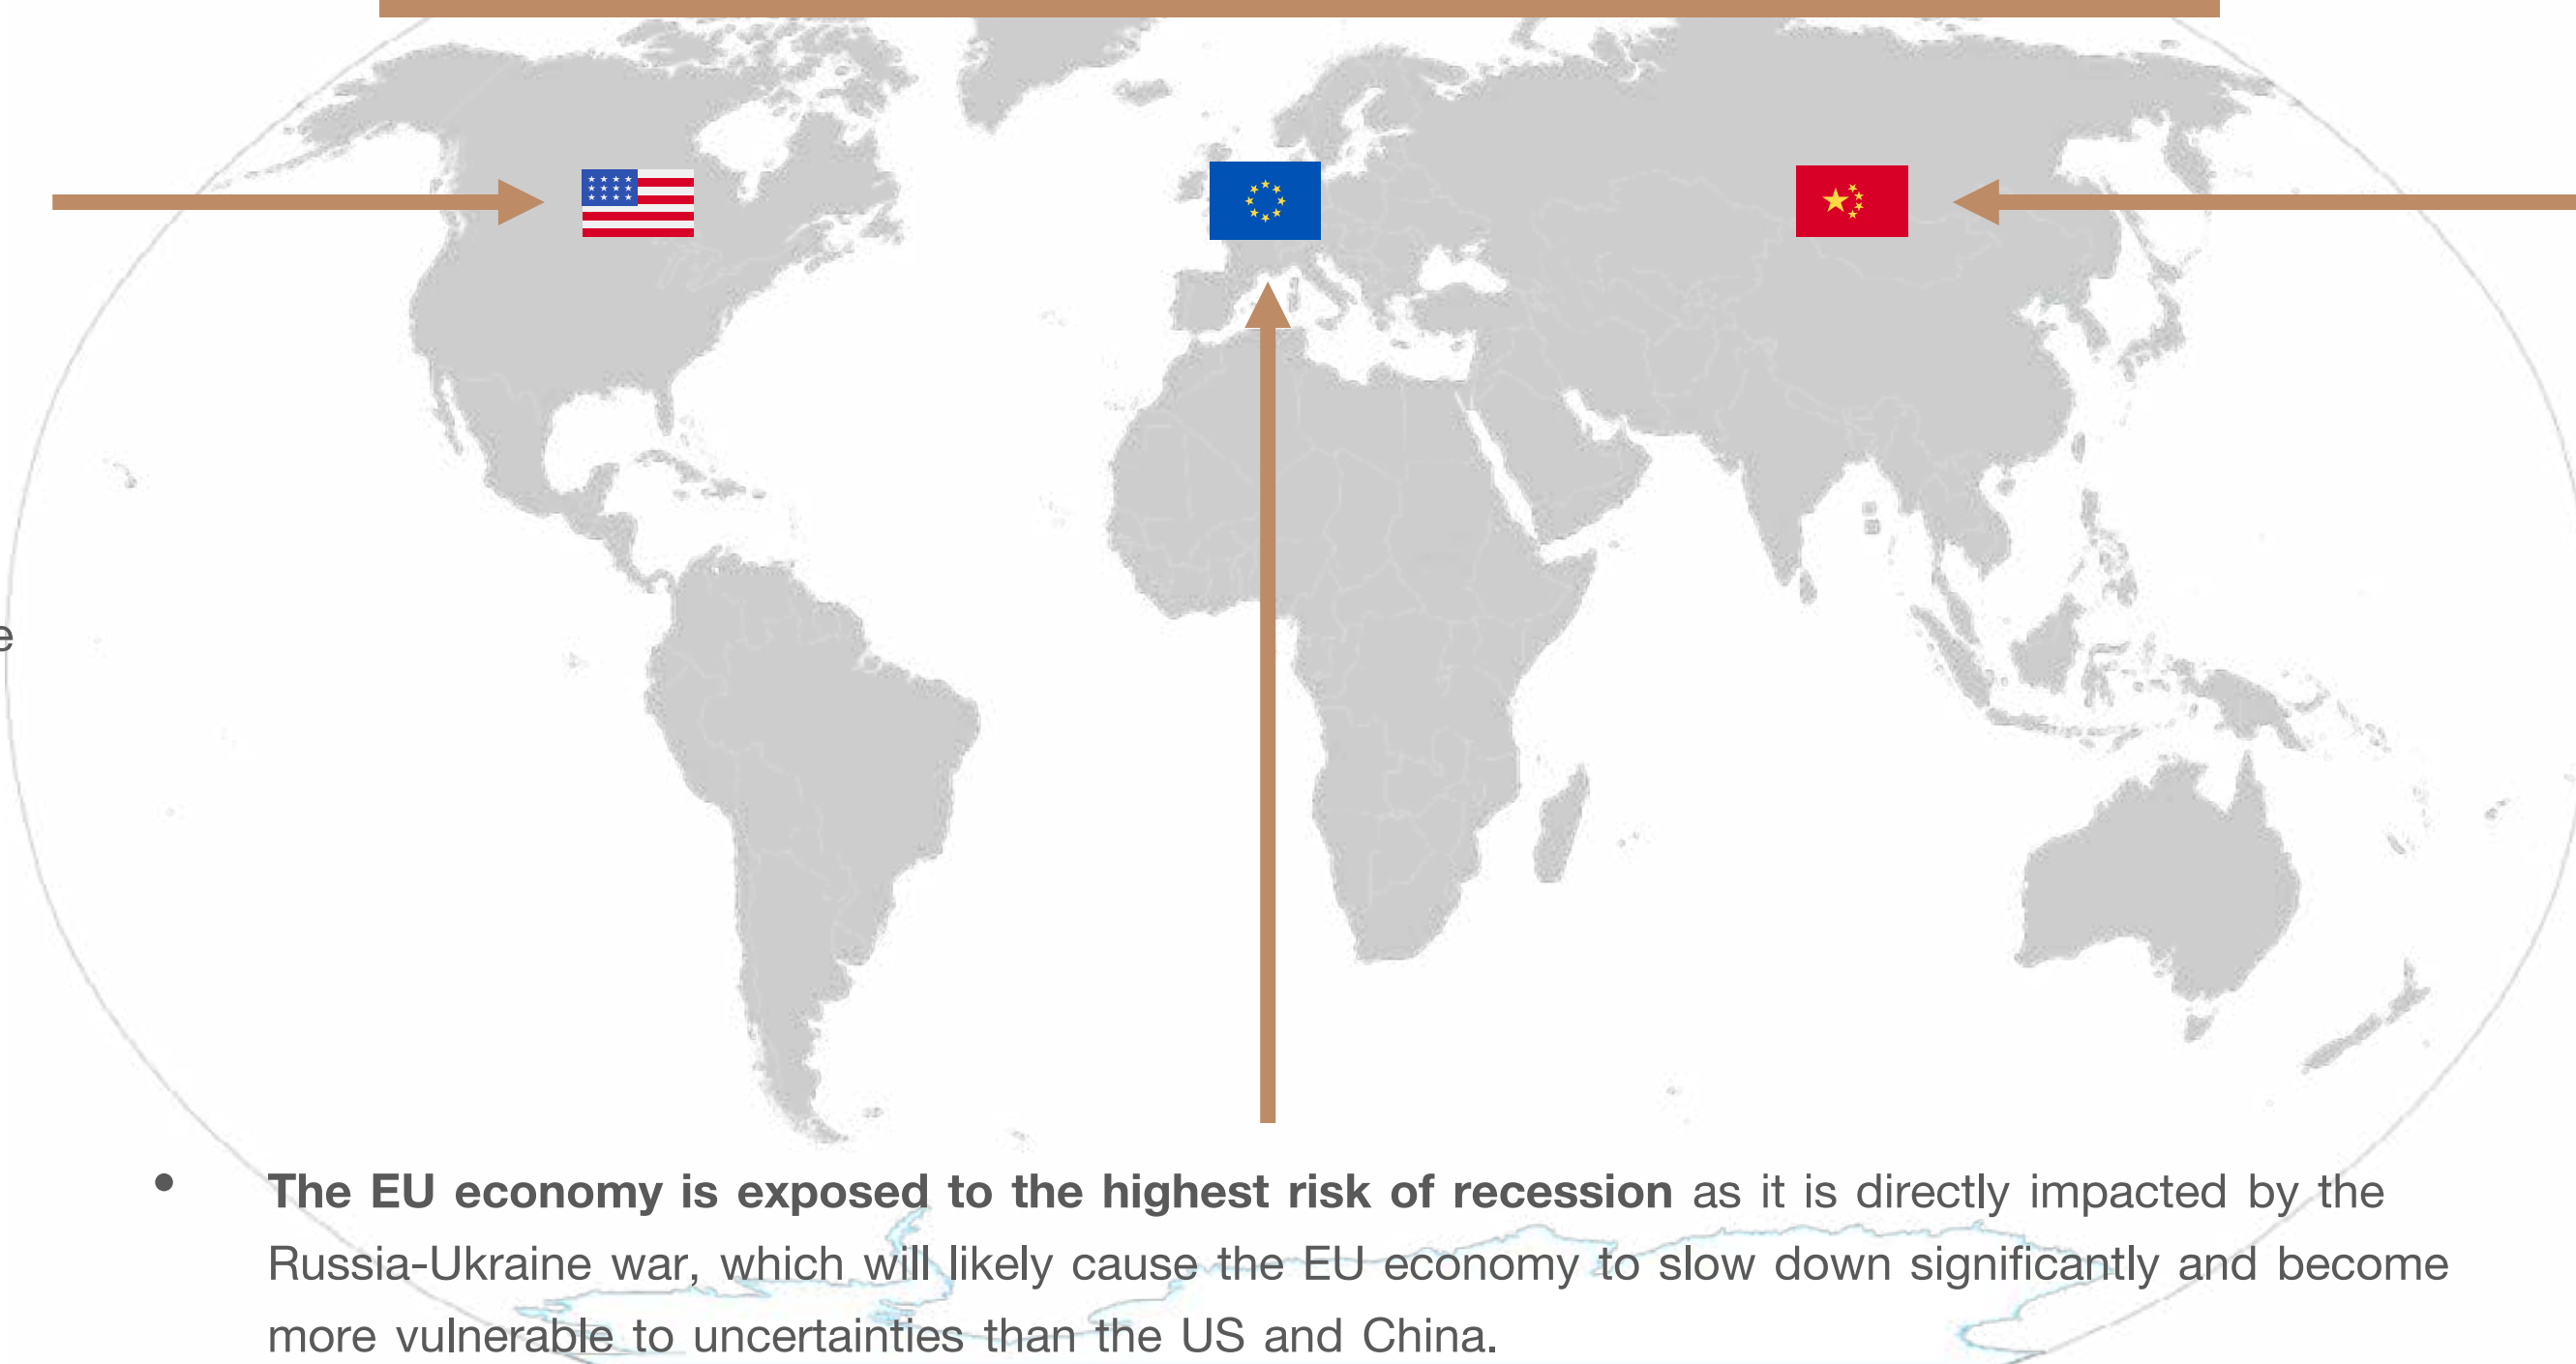 e
• The EU economy is exposed to the highest risk of recession as it is directly impacted by the
Russia-Ukraine war, which will likely cause the EU economy to slow down significantly and become
more vulnerable to uncertainties than the US and China.